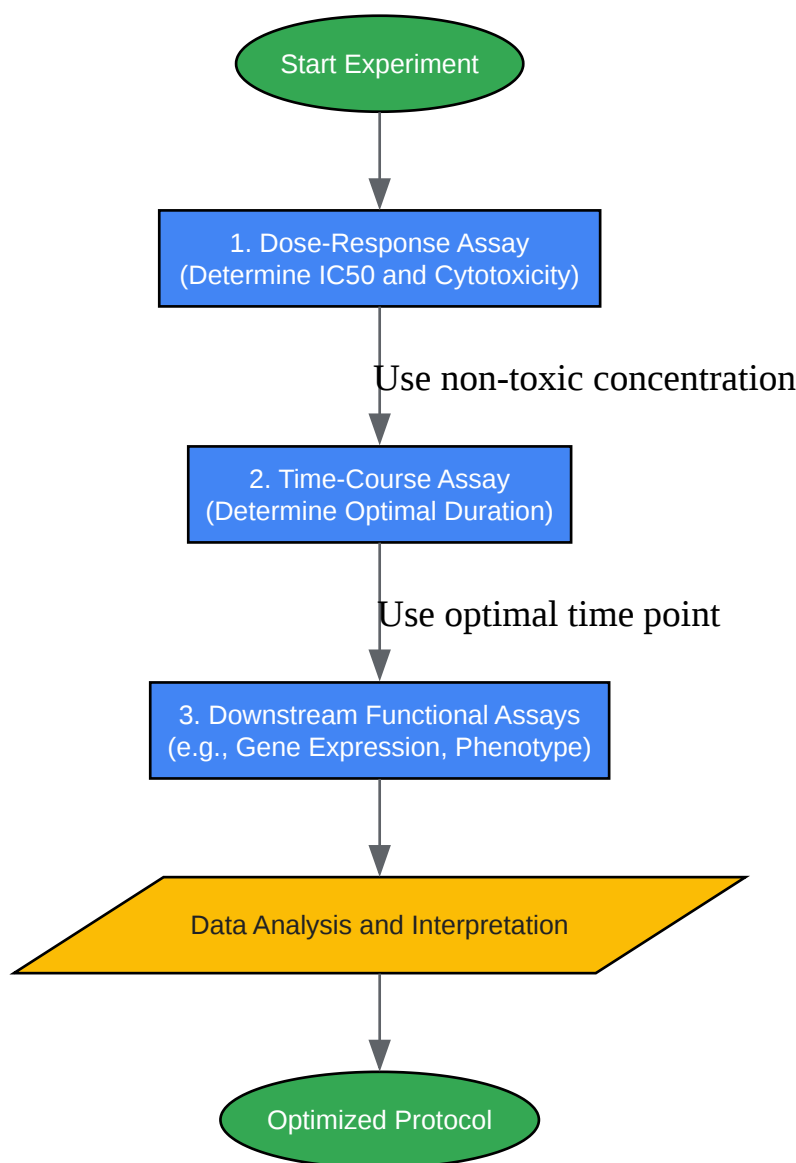 Start Experiment
1. Dose-Response Assay
(Determine IC50 and Cytotoxicity)
Use non-toxic concentration
2. Time-Course Assay
(Determine Optimal Duration)
Use optimal time point
3. Downstream Functional Assays
(e.g., Gene Expression, Phenotype)
Data Analysis and Interpretation
Optimized Protocol